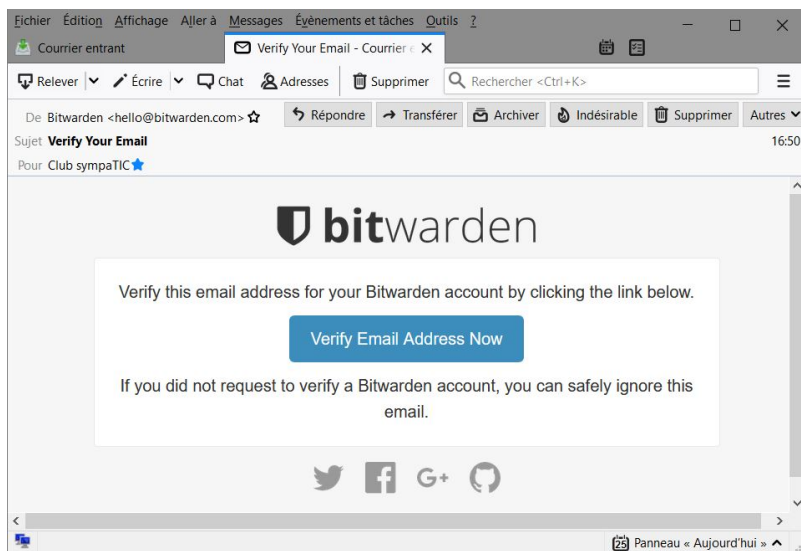 Fichier Édition Affichage Aller à Messages Évènements et tâches Outils ?
Courrier entrant Verify Your Email - Courrier e
Relever Écrire Chat Adresses Supprimer Rechercher <Ctrl+K>
De Bitwarden <hello@bitwarden.com> Répondre Transférer Archiver Indésirable Supprimer Autres
Sujet Verify Your Email 16:50
Pour Club sympaTIC
bitwarden
Verify this email address for your Bitwarden account by clicking the link below.
Verify Email Address Now
If you did not request to verify a Bitwarden account, you can safely ignore this
email.
G+
25 Panneau « Aujourd'hui »